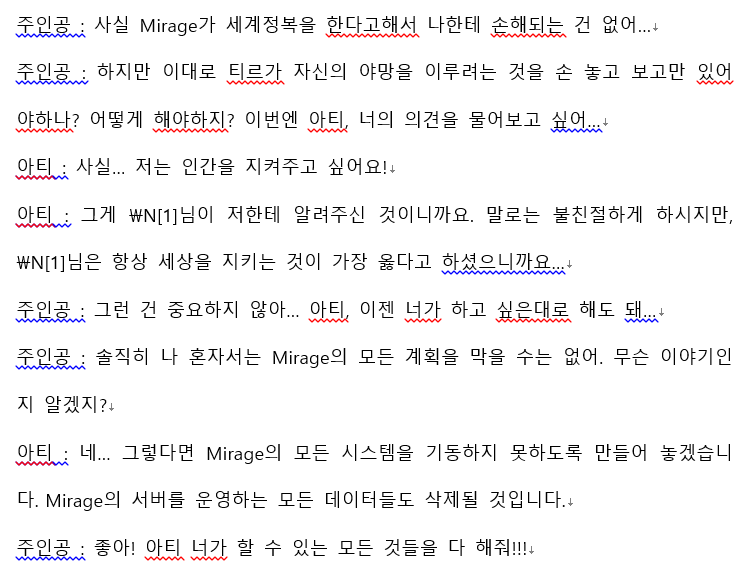 주인공 : 사실 Mirage가 세계정복을 한다고해서 나한테 손해되는 건 없어...↓
주인공 : 하지만 이대로 티르가 자신의 야망을 이루려는 것을 손 놓고 보고만 있어
야하나? 어떻게 해야하지? 이번엔 아티, 너의 의견을 물어보고 싶어...↓
아티 : 사실... 저는 인간을 지켜주고 싶어요!↓
아티 : 그게 ₩N[1]님이 저한테 알려주신 것이니까요. 말로는 불친절하게 하시지만,
₩N[1]님은 항상 세상을 지키는 것이 가장 옳다고 하셨으니까요...↓
주인공 : 그런 건 중요하지 않아... 아티, 이젠 너가 하고 싶은대로 해도 돼...↓
주인공 : 솔직히 나 혼자서는 Mirage의 모든 계획을 막을 수는 없어. 무슨 이야기인
지 알겠지?↓
아티 : 네... 그렇다면 Mirage의 모든 시스템을 기동하지 못하도록 만들어 놓겠습니
다. Mirage의 서버를 운영하는 모든 데이터들도 삭제될 것입니다.↓
주인공 : 좋아! 아티 너가 할 수 있는 모든 것들을 다 해줘!!!↓